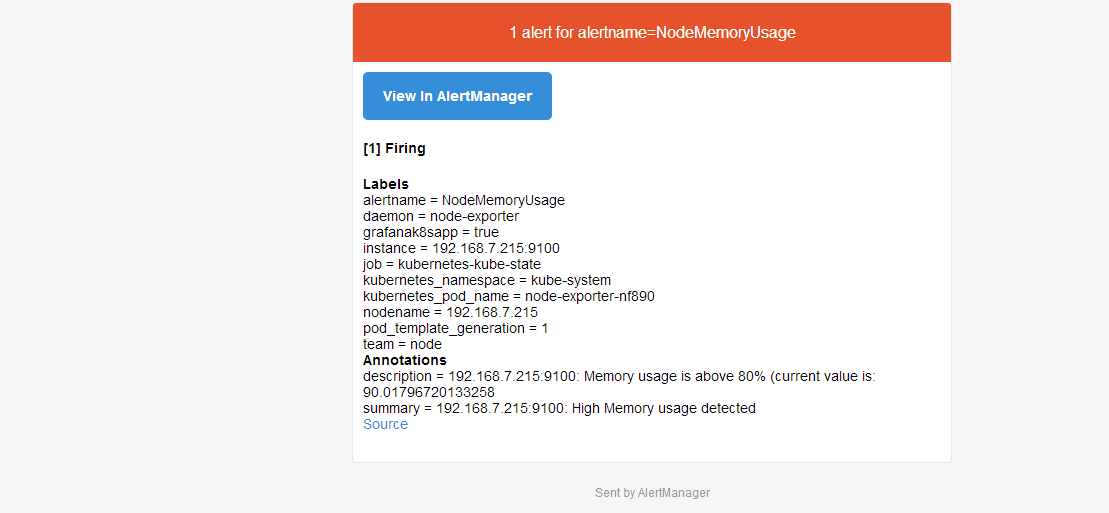 1 alert for alertname=NodeMemoryUsage
View in AlertManager
[1] Firing
Labels
alertname = NodeMemoryUsage
daemon = node-exporter
grafanak8sapp = true
instance = 192.168.7.215:9100
job = kubernetes-kube-state
kubernetes_namespace = kube-system
kubernetes_pod_name = node-exporter-nf890
nodename = 192.168.7.215
pod_template_generation = 1
team = node
Annotations
description = 192.168.7.215:9100: Memory usage is above 80% (current value is:
90.01796720133258
summary = 192.168.7.215:9100: High Memory usage detected
Source
Sent by AlertManager